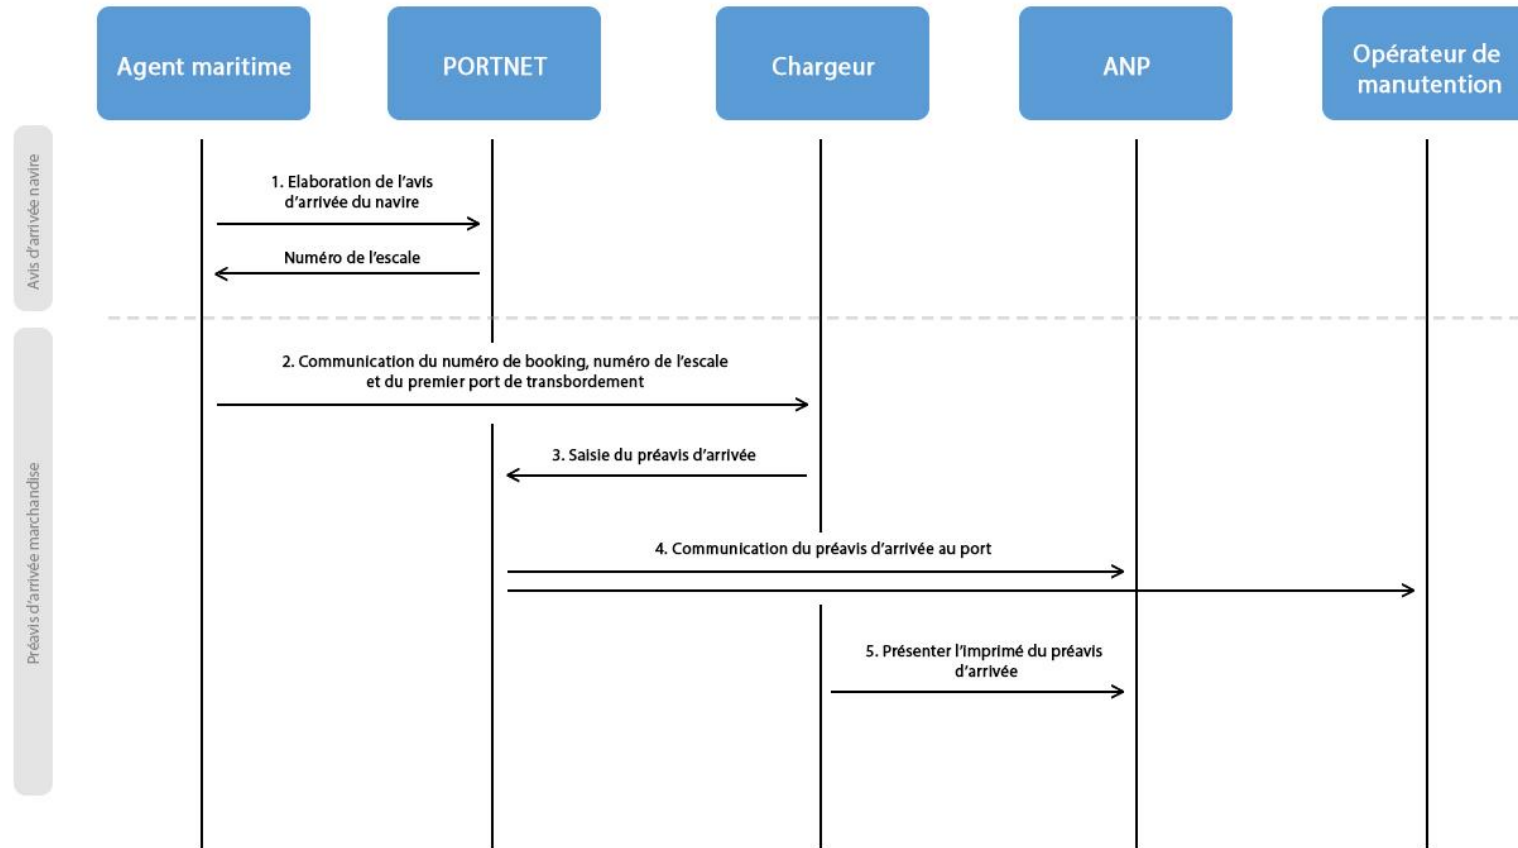 Agent maritime
PORTNET
Chargeur
ANP
Opérateur de
manutention
Avis d'arrivée navire
1. Elaboration de l'avis
d'arrivée du navire
Numéro de l'escale
Préavis d'arrivée marchandise
2. Communication du numéro de booking, numéro de l'escale
et du premier port de transbordement
3. Saisie du préavis d'arrivée
4. Communication du préavis d'arrivée au port
5. Présenter l'imprimé du préavis
d'arrivée